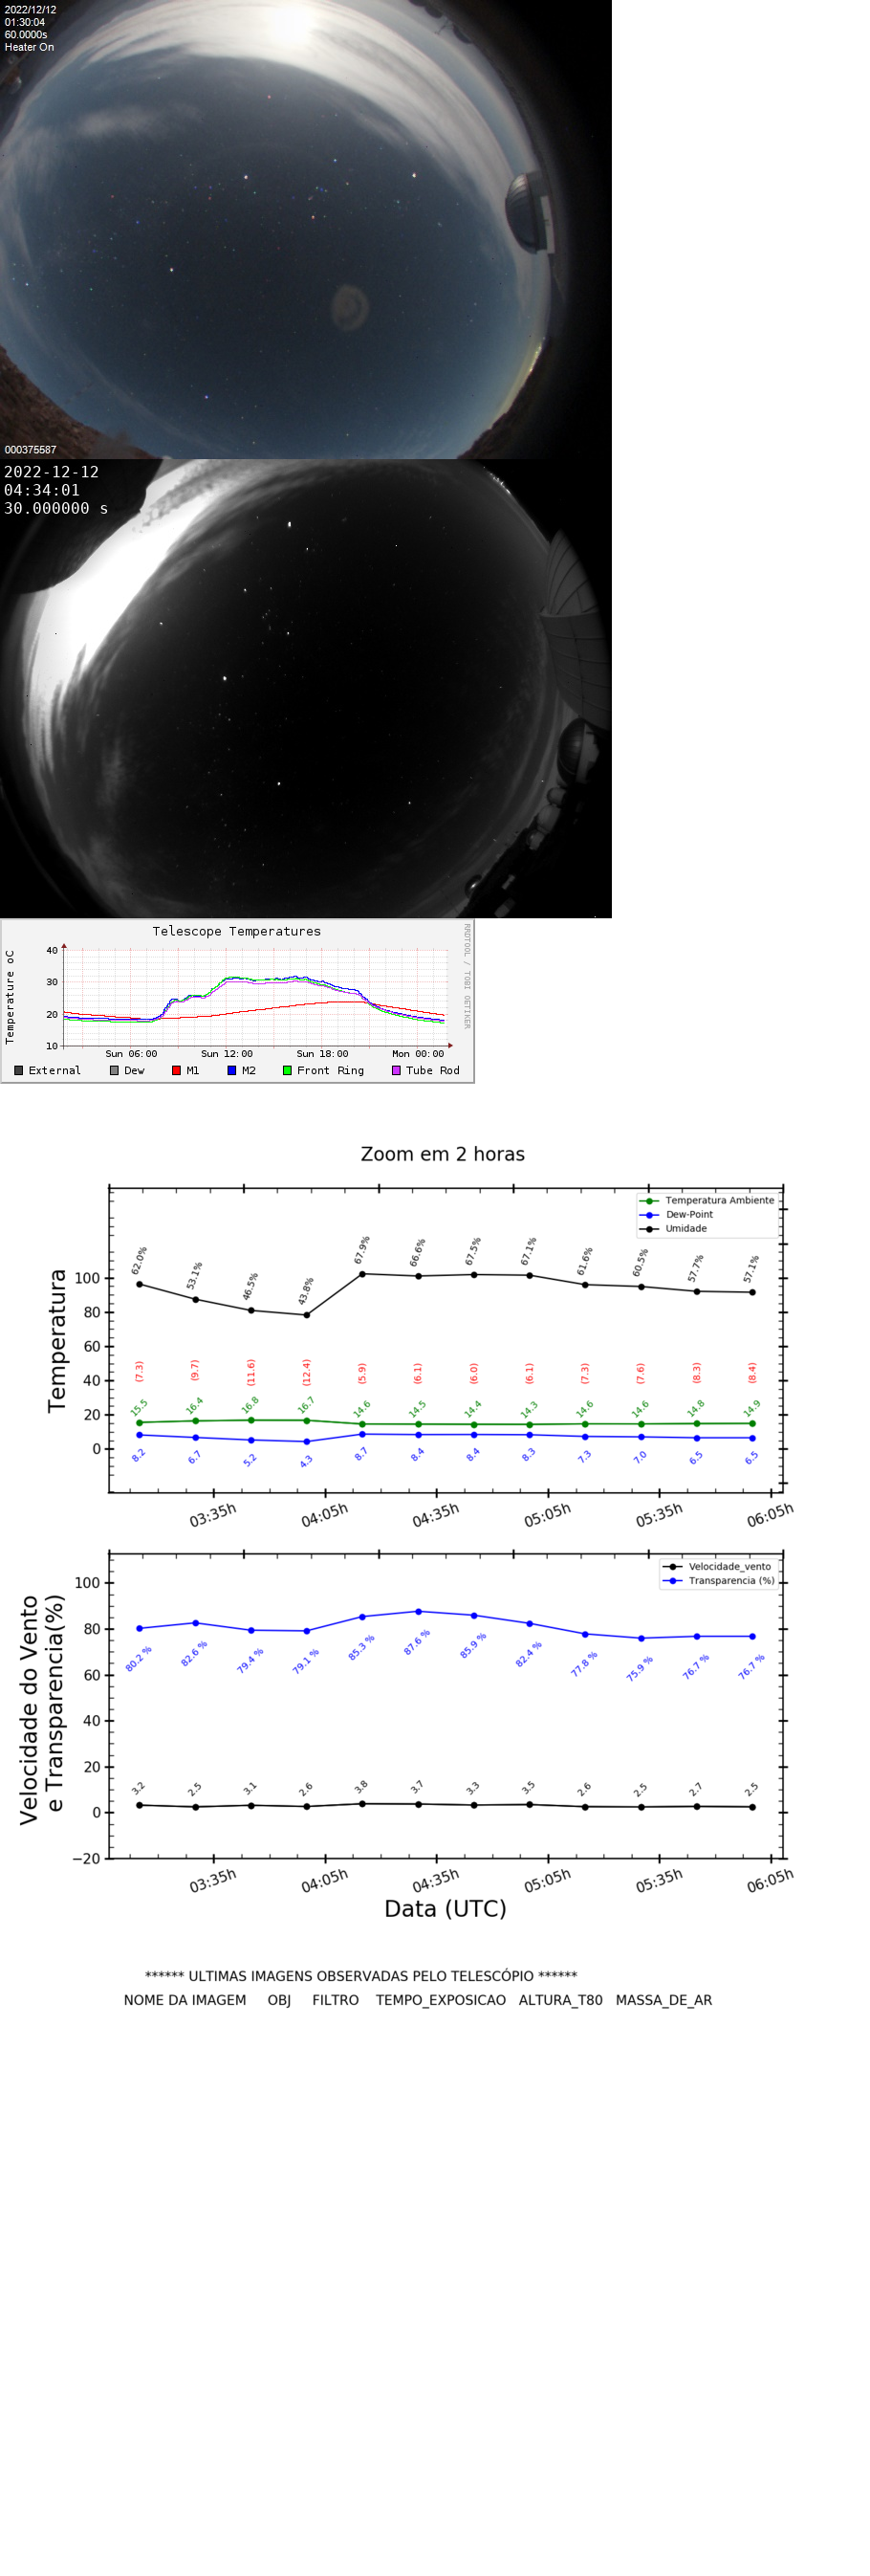 2022/12/12
01:30:04
60.0000s
Heater On
000375587
2022-12-12
04:34:01
30.000000 s
Telescope Temperatures
RRDTOOL / TOBI OETIKER
Temperature oC
40
30
20
10
Sun 06:00 Sun 12:00 Sun 18:00 Mon 00:00
External Dew M1 M2 Front Ring Tube Rod
Zoom em 2 horas
Temperatura Ambiente
Dew-Point
Umidade
Temperatura
100
80
60
40
20
0
62.0% 53.1% 46.5% 43.8% 67.9% 66.6% 67.5% 67.1% 61.6% 60.5% 57.7% 57.1%
(7.3) (9.7) (11.6) (12.4) (5.9) (6.1) (6.0) (6.1) (7.3) (7.6) (8.3) (8.4)
15.5 16.4 16.8 16.7 14.6 14.5 14.4 14.3 14.6 14.6 14.8 14.9
8.2 6.7 5.2 4.3 8.7 8.4 8.4 8.3 7.3 7.0 6.5 6.5
03:35h 04:05h 04:35h 05:05h 05:35h 06:05h
Velocidade_vento
Transparencia (%)
Velocidade do Vento
e Transparencia(%)
100
80
60
40
20
0
−20
80.2 % 82.6 % 79.4 % 79.1 % 85.3 % 87.6 % 85.9 % 82.4 % 77.8 % 75.9 % 76.7 % 76.7 %
3.2 2.5 3.1 2.6 3.8 3.7 3.3 3.5 2.6 2.5 2.7 2.5
03:35h 04:05h 04:35h 05:05h 05:35h 06:05h
Data (UTC)
****** ULTIMAS IMAGENS OBSERVADAS PELO TELESCÓPIO ******
NOME DA IMAGEM OBJ FILTRO TEMPO_EXPOSICAO ALTURA_T80 MASSA_DE_AR